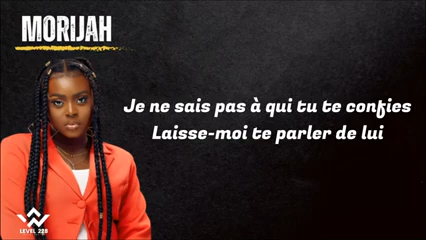 MORIJAH
Je ne sais pas à qui tu te confies
Laisse-moi te parler de lui
LEVEL 228